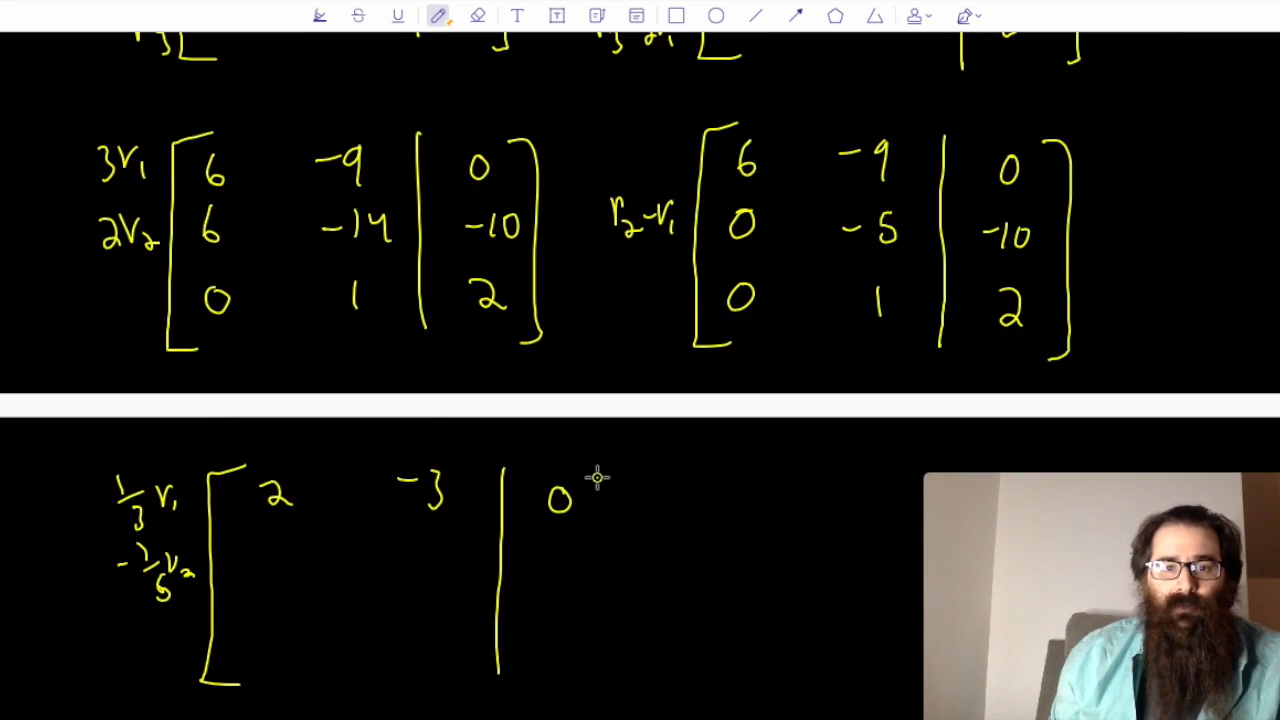 3r₁ [ 6 -9 | 0 ]
2r₂ [ 6 -14 | -10 ]
[ 0 1 | 2 ]
[ 6 -9 | 0 ]
r₂-r₁ [ 0 -5 | -10 ]
[ 0 1 | 2 ]
1/3 r₁ [ 2 -3 | 0
-1/5 r₂